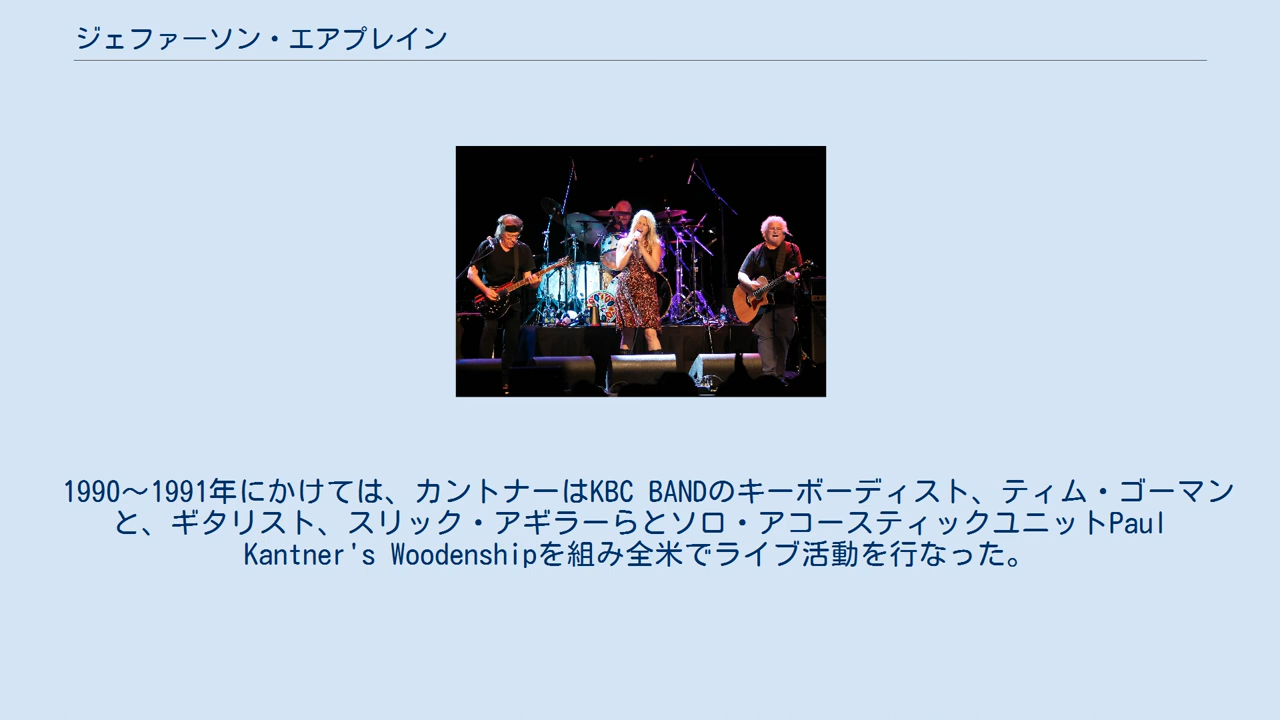 ジェファーソン・エアプレイン
1990〜1991年にかけては、カントナーはKBC BANDのキーボーディスト、ティム・ゴーマン
と、ギタリスト、スリック・アギラーらとソロ・アコースティックユニットPaul
Kantner's Woodenshipを組み全米でライブ活動を行なった。